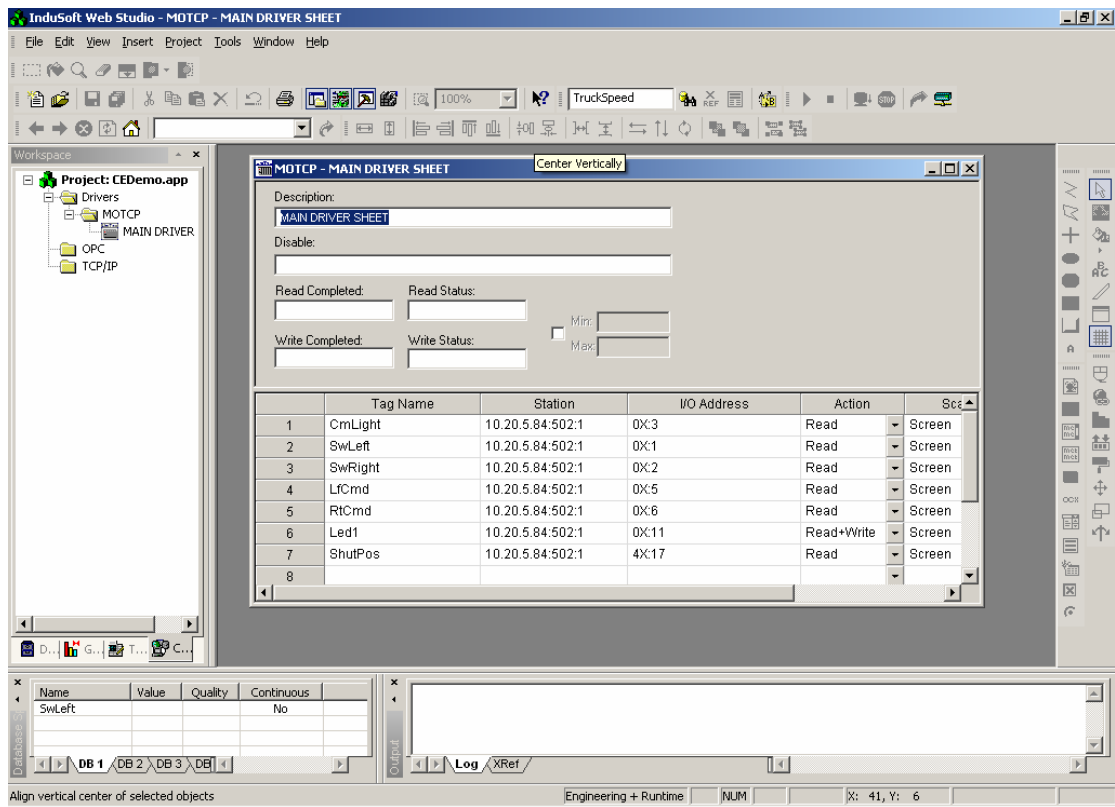 InduSoft Web Studio - MOTCP - MAIN DRIVER SHEET
File Edit View Insert Project Tools Window Help
100% TruckSpeed XREF STOP
Workspace
Center Vertically
Project: CEDemo.app
Drivers
MOTCP
MAIN DRIVER
OPC
TCP/IP
D... G... T... C...
MOTCP - MAIN DRIVER SHEET
Description:
MAIN DRIVER SHEET
Disable:
Read Completed: Read Status:
Min:
Write Completed: Write Status:
Max:
Tag Name Station I/O Address Action Sca
1 CmLight 10.20.5.84:502:1 0X:3 Read Screen
2 SwLeft 10.20.5.84:502:1 0X:1 Read Screen
3 SwRight 10.20.5.84:502:1 0X:2 Read Screen
4 LfCmd 10.20.5.84:502:1 0X:5 Read Screen
5 RtCmd 10.20.5.84:502:1 0X:6 Read Screen
6 Led1 10.20.5.84:502:1 0X:11 Read+Write Screen
7 ShutPos 10.20.5.84:502:1 4X:17 Read Screen
8
ABC
A
OCX
Database S
Name Value Quality Continuous
SwLeft No
DB 1 DB 2 DB 3 DB
Output
Log XRef
Align vertical center of selected objects Engineering + Runtime NUM X: 41, Y: 6